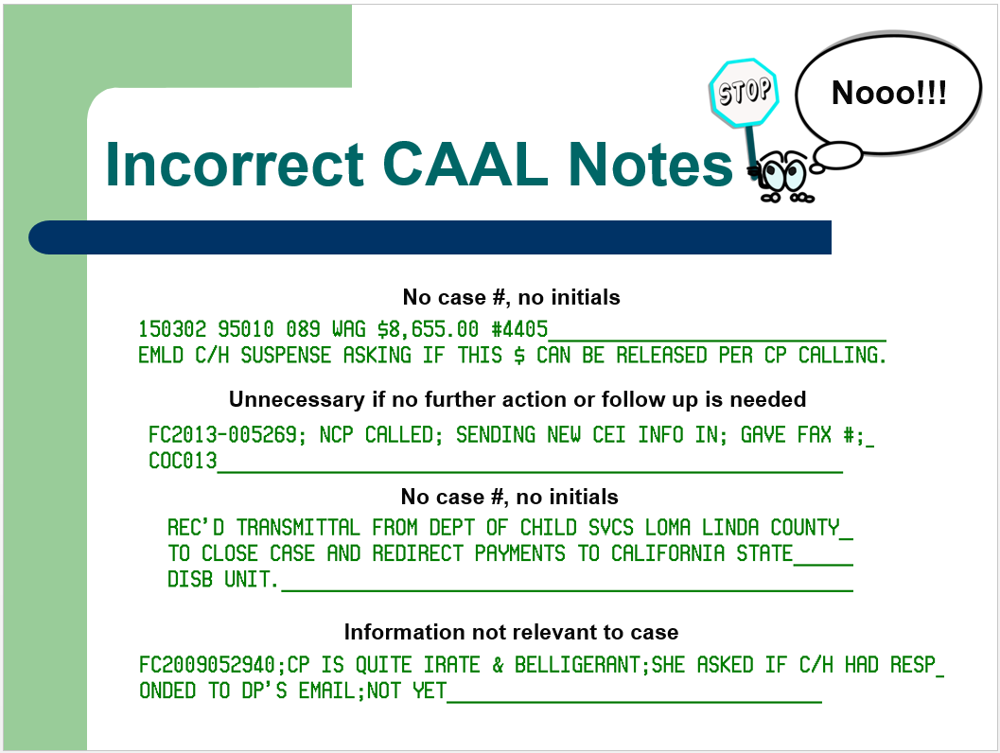 STOP
Nooo!!!
Incorrect CAAL Notes
No case #, no initials
150302 95010 089 WAG $8,655.00 #4405
EMLD C/H SUSPENSE ASKING IF THIS $ CAN BE RELEASED PER CP CALLING.
Unnecessary if no further action or follow up is needed
FC2013-005269; NCP CALLED; SENDING NEW CEI INFO IN; GAVE FAX #;_
COC013
No case #, no initials
REC'D TRANSMITTAL FROM DEPT OF CHILD SVCS LOMA LINDA COUNTY_
TO CLOSE CASE AND REDIRECT PAYMENTS TO CALIFORNIA STATE
DISB UNIT.
Information not relevant to case
FC2009052940;CP IS QUITE IRATE & BELLIGERANT;SHE ASKED IF C/H HAD RESP_
ONDED TO DP'S EMAIL;NOT YET